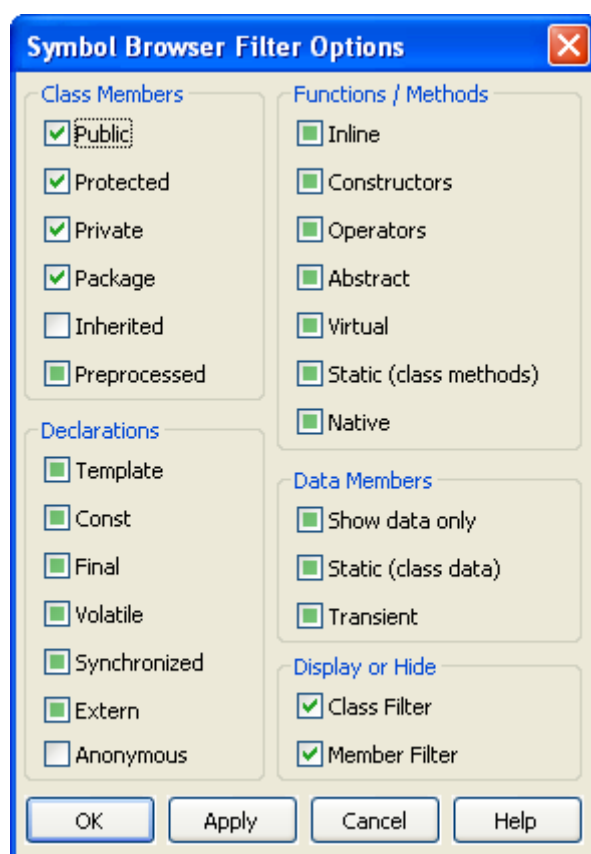 Symbol Browser Filter Options
Class Members
Public
Protected
Private
Package
Inherited
Preprocessed
Declarations
Template
Const
Final
Volatile
Synchronized
Extern
Anonymous
Functions / Methods
Inline
Constructors
Operators
Abstract
Virtual
Static (class methods)
Native
Data Members
Show data only
Static (class data)
Transient
Display or Hide
Class Filter
Member Filter
OK
Apply
Cancel
Help